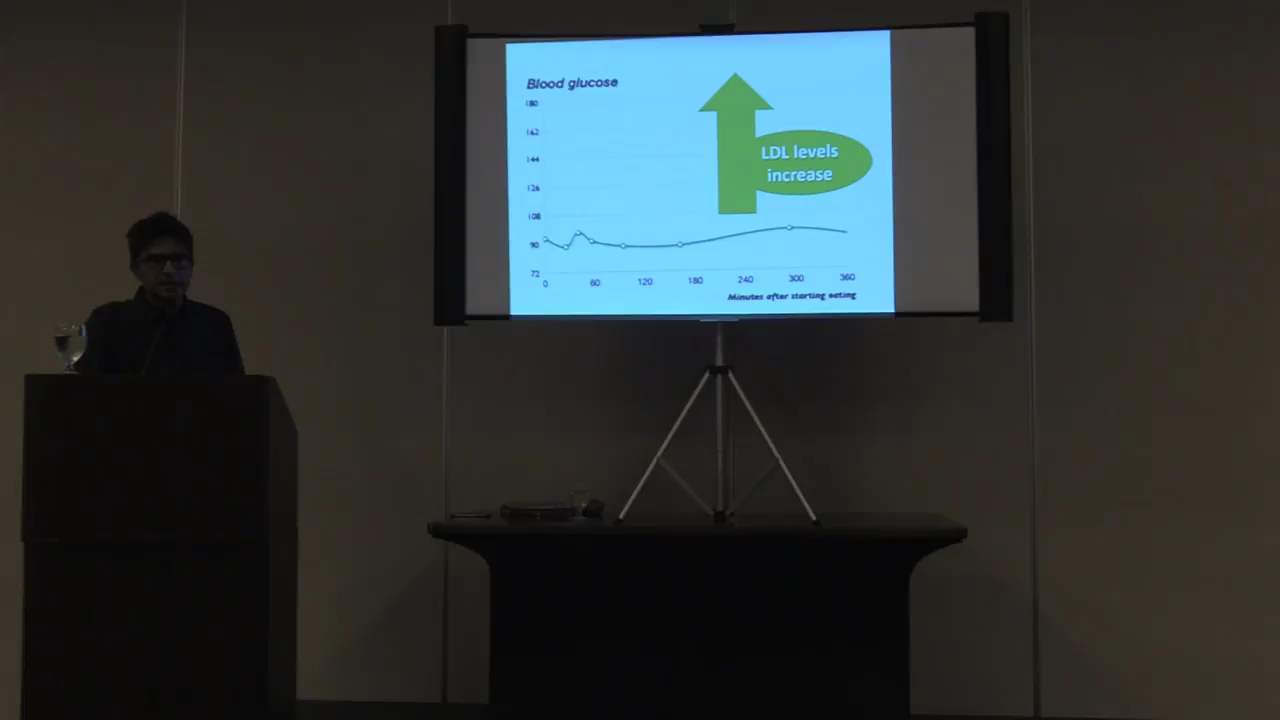 Blood glucose
180
162
144
126
108
90
72
LDL levels
increase
0 60 120 180 240 300 360
Minutes after starting eating